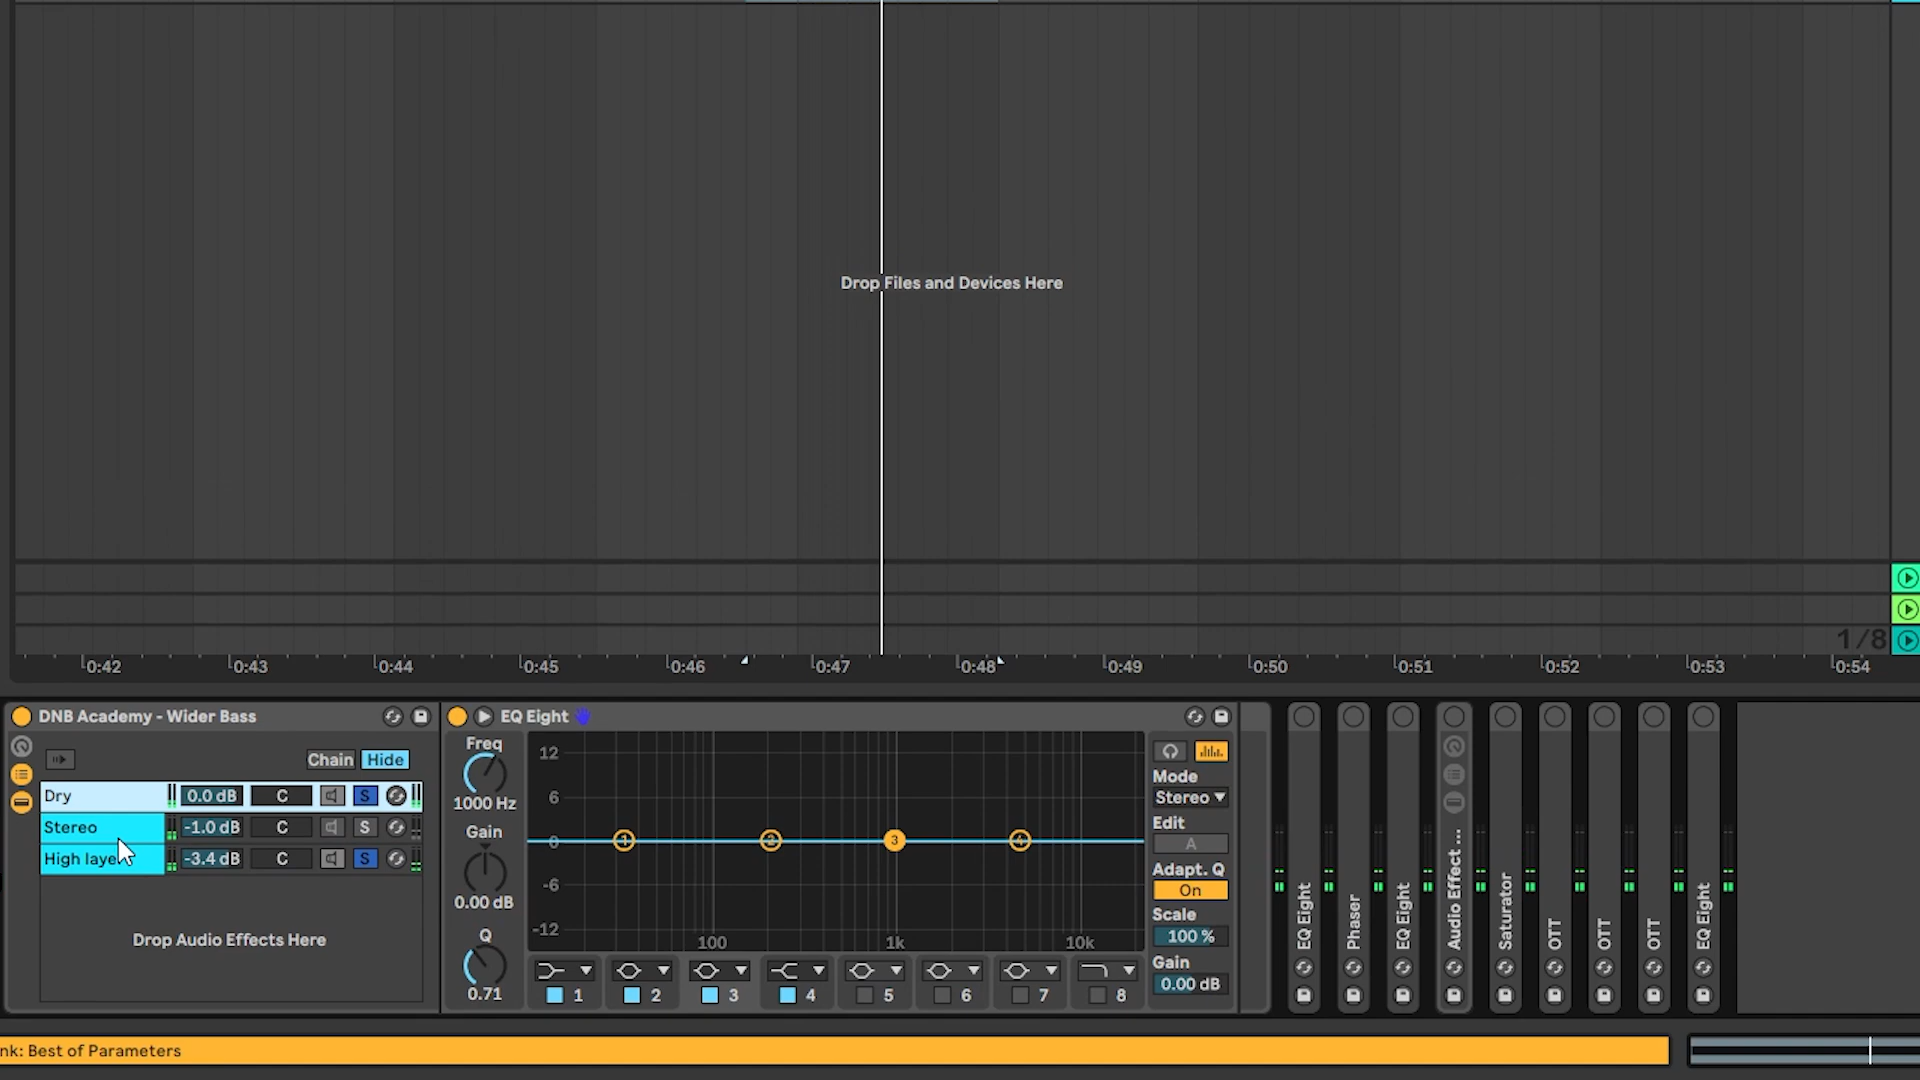 Drop Files and Devices Here
1/8
0:42 0:43 0:44 0:45 0:46 0:47 0:48 0:49 0:50 0:51 0:52 0:53 0:54
DNB Academy - Wider Bass
Chain Hide
Dry 0.0 dB C S
Stereo -1.0 dB C S
High laye -3.4 dB C S
Drop Audio Effects Here
EQ Eight
Freq
1000 Hz
Gain
0.00 dB
Q
0.71
12
6
0
-6
-12
1 2 3 4
100 1k 10k
1 2 3 4 5 6 7 8
Mode
Stereo
Edit
A
Adapt. Q
On
Scale
100 %
Gain
0.00 dB
EQ Eight
Phaser
EQ Eight
Audio Effect ...
Saturator
OTT
OTT
OTT
EQ Eight
nk: Best of Parameters